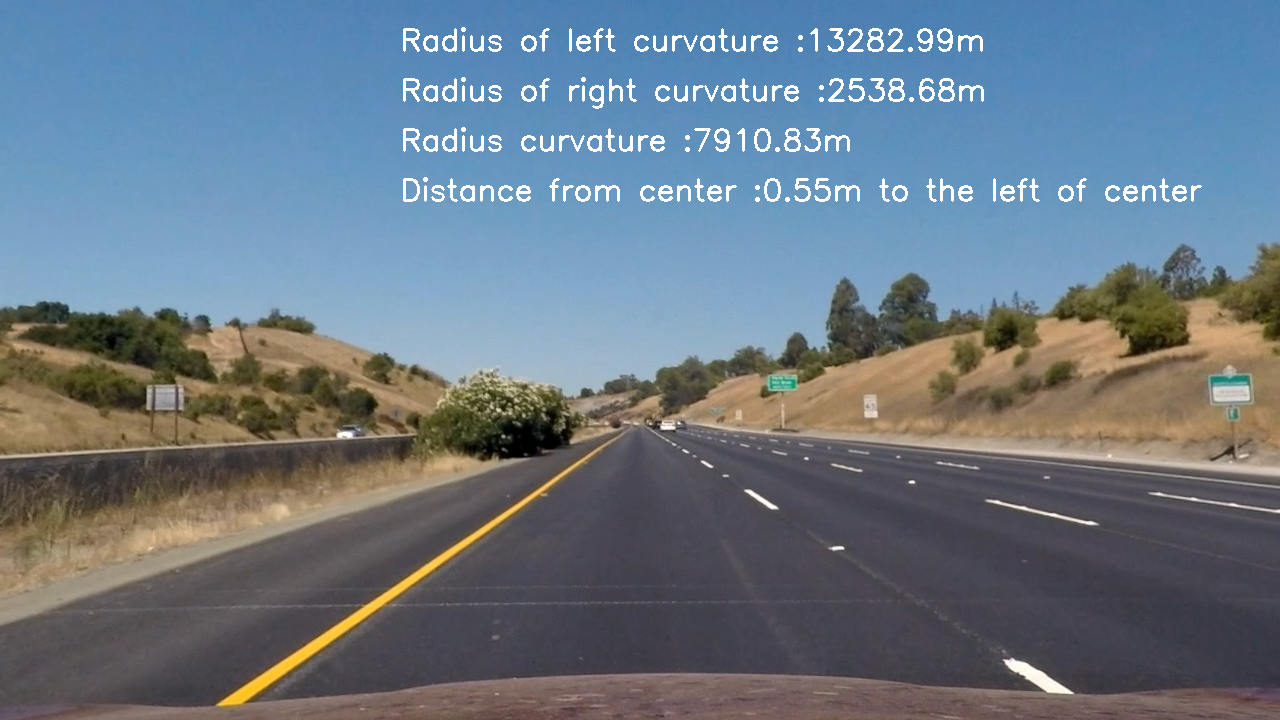 Radius of left curvature :13282.99m
Radius of right curvature :2538.68m
Radius curvature :7910.83m
Distance from center :0.55m to the left of center